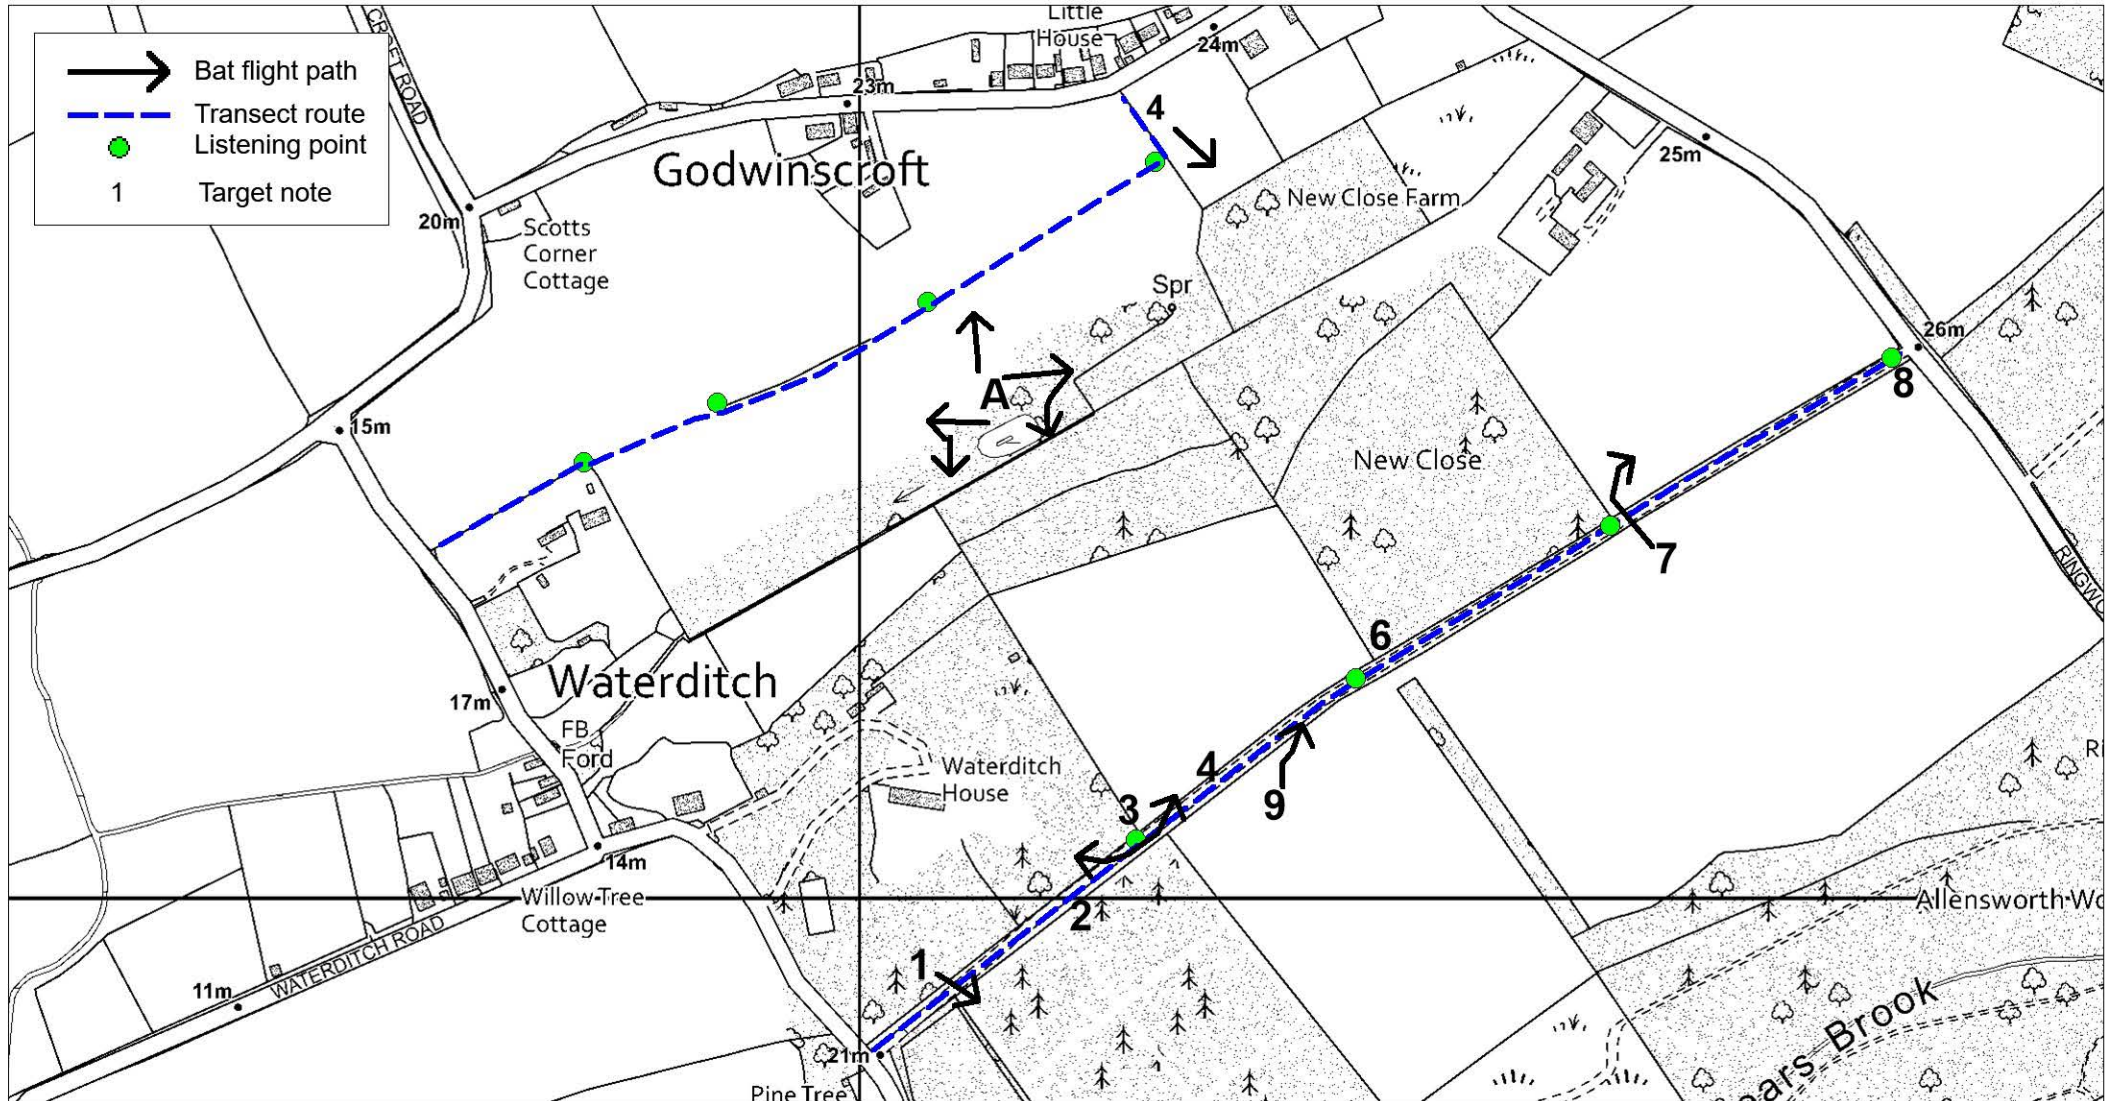 Bat flight path
Transect route
Listening point
1 Target note
Little
House
24m
23m
Godwinscroft
4
25m
New Close Farm
20m
Scotts
Corner
Cottage
Spr
26m
A
8
15m
New Close
7
6
Waterditch
17m
FB
Ford
Waterditch
House
4
3
9
14m
Willow Tree
Cottage
2
Allensworth
WATERDITCH ROAD
1
11m
Brook
21m
Pine Tree